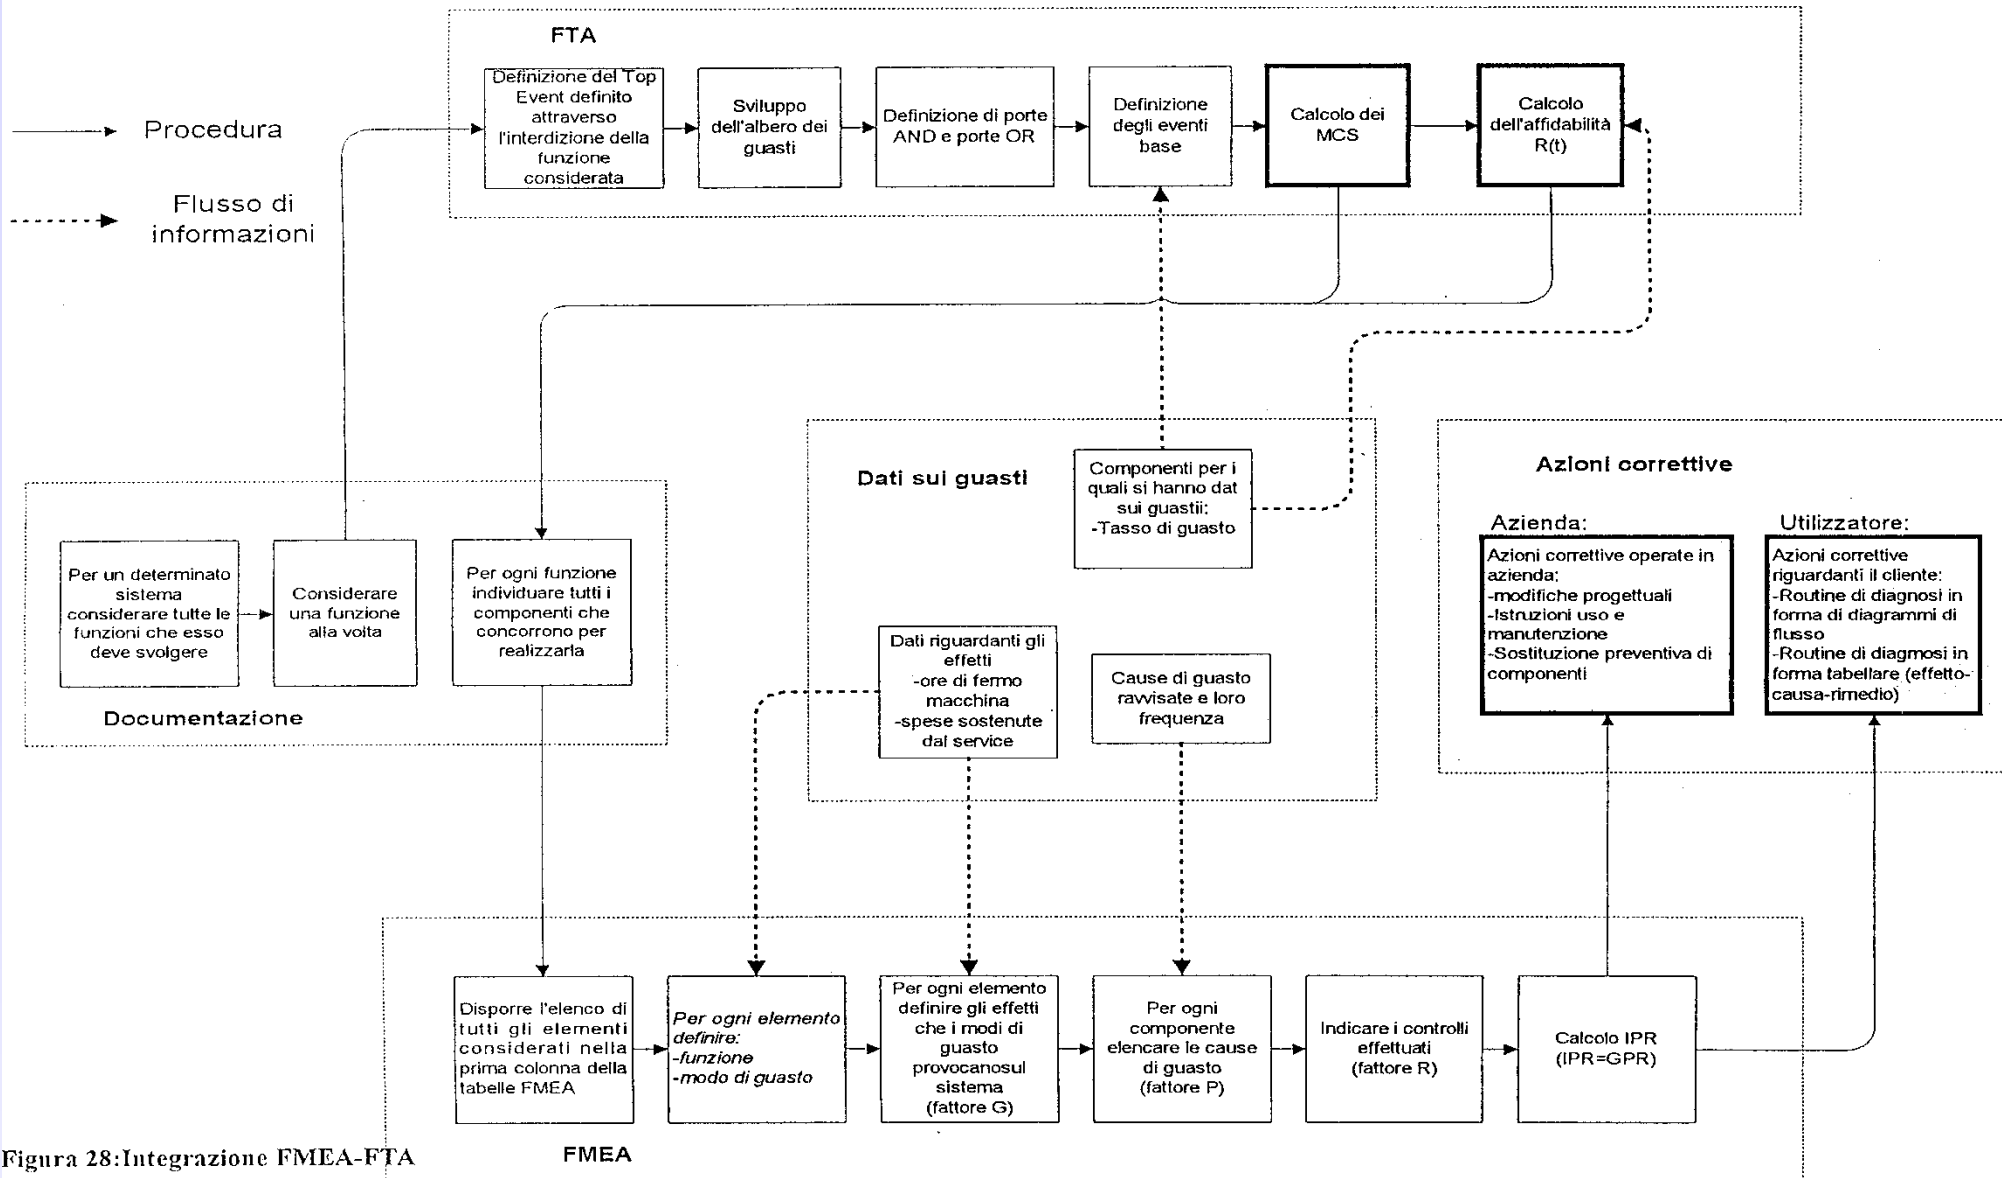 FTA
Definizione del Top
Event definito
attraverso
l'interdizione della
funzione
considerata
Sviluppo
dell'albero dei
guasti
Definizione di porte
AND e porte OR
Definizione
degli eventi
base
Calcolo dei
MCS
Calcolo
dell'affidabilità
R(t)
Procedura
Flusso di
informazioni
Dati sui guasti
Componenti per i
quali si hanno dat
sui guastii:
-Tasso di guasto
Dati riguardanti gli
effetti
-ore di fermo
macchina
-spese sostenute
dal service
Cause di guasto
ravvisate e loro
frequenza
Azioni correttive
Azienda:
Azioni correttive operate in
azienda:
-modifiche progettuali
-Istruzioni uso e
manutenzione
-Sostituzione preventiva di
componenti
Utilizzatore:
Azioni correttive
riguardanti il cliente:
-Routine di diagnosi in
forma di diagrammi di
flusso
-Routine di diagmosi in
forma tabellare (effetto-
causa-rimedio)
Per un determinato
sistema
considerare tutte le
funzioni che esso
deve svolgere
Considerare
una funzione
alla volta
Per ogni funzione
individuare tutti i
componenti che
concorrono per
realizzarla
Documentazione
Disporre l'elenco di
tutti gli elementi
considerati nella
prima colonna della
tabelle FMEA
Per ogni elemento
definire:
-funzione
-modo di guasto
Per ogni elemento
definire gli effetti
che i modi di
guasto
provocanosul
sistema
(fattore G)
Per ogni
componente
elencare le cause
di guasto
(fattore P)
Indicare i controlli
effettuati
(fattore R)
Calcolo IPR
(IPR=GPR)
FMEA
Figura 28:Integrazione FMEA-FTA